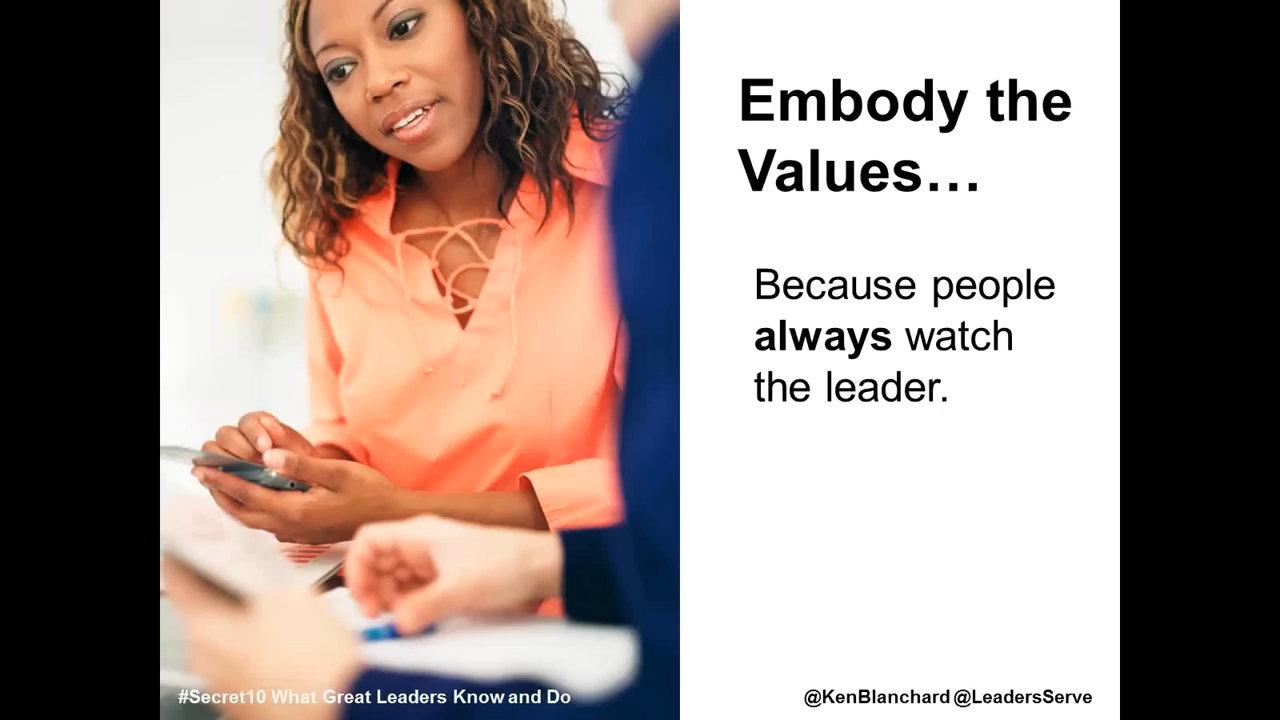 Embody the
Values…
Because people
always watch
the leader.
#Secret10 What Great Leaders Know and Do
@KenBlanchard @LeadersServe